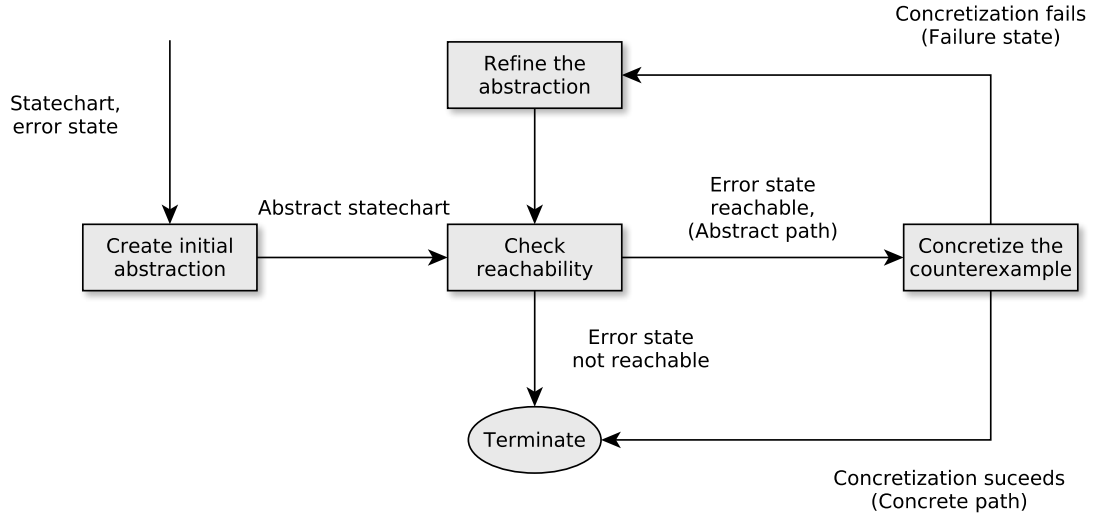 Concretization fails
(Failure state)
Refine the
abstraction
Statechart,
error state
Error state
reachable,
(Abstract path)
Abstract statechart
Create initial
abstraction
Check
reachability
Concretize the
counterexample
Error state
not reachable
Terminate
Concretization suceeds
(Concrete path)